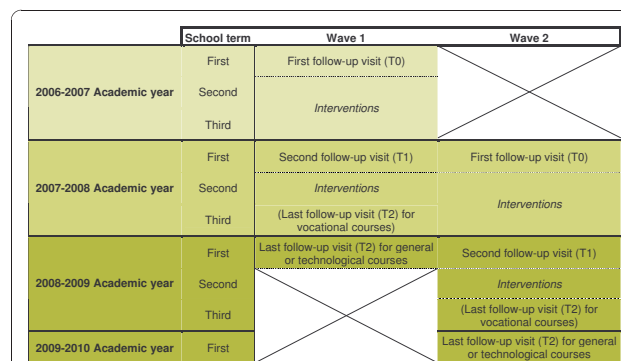 School term Wave 1 Wave 2
First First follow-up visit (T0)
2006-2007 Academic year Second
Interventions
Third
First Second follow-up visit (T1) First follow-up visit (T0)
2007-2008 Academic year Second Interventions
Interventions
Third (Last follow-up visit (T2) for
vocational courses)
First Last follow-up visit (T2) for general
or technological courses Second follow-up visit (T1)
2008-2009 Academic year Second Interventions
Third (Last follow-up visit (T2) for
vocational courses)
2009-2010 Academic year First Last follow-up visit (T2) for general
or technological courses